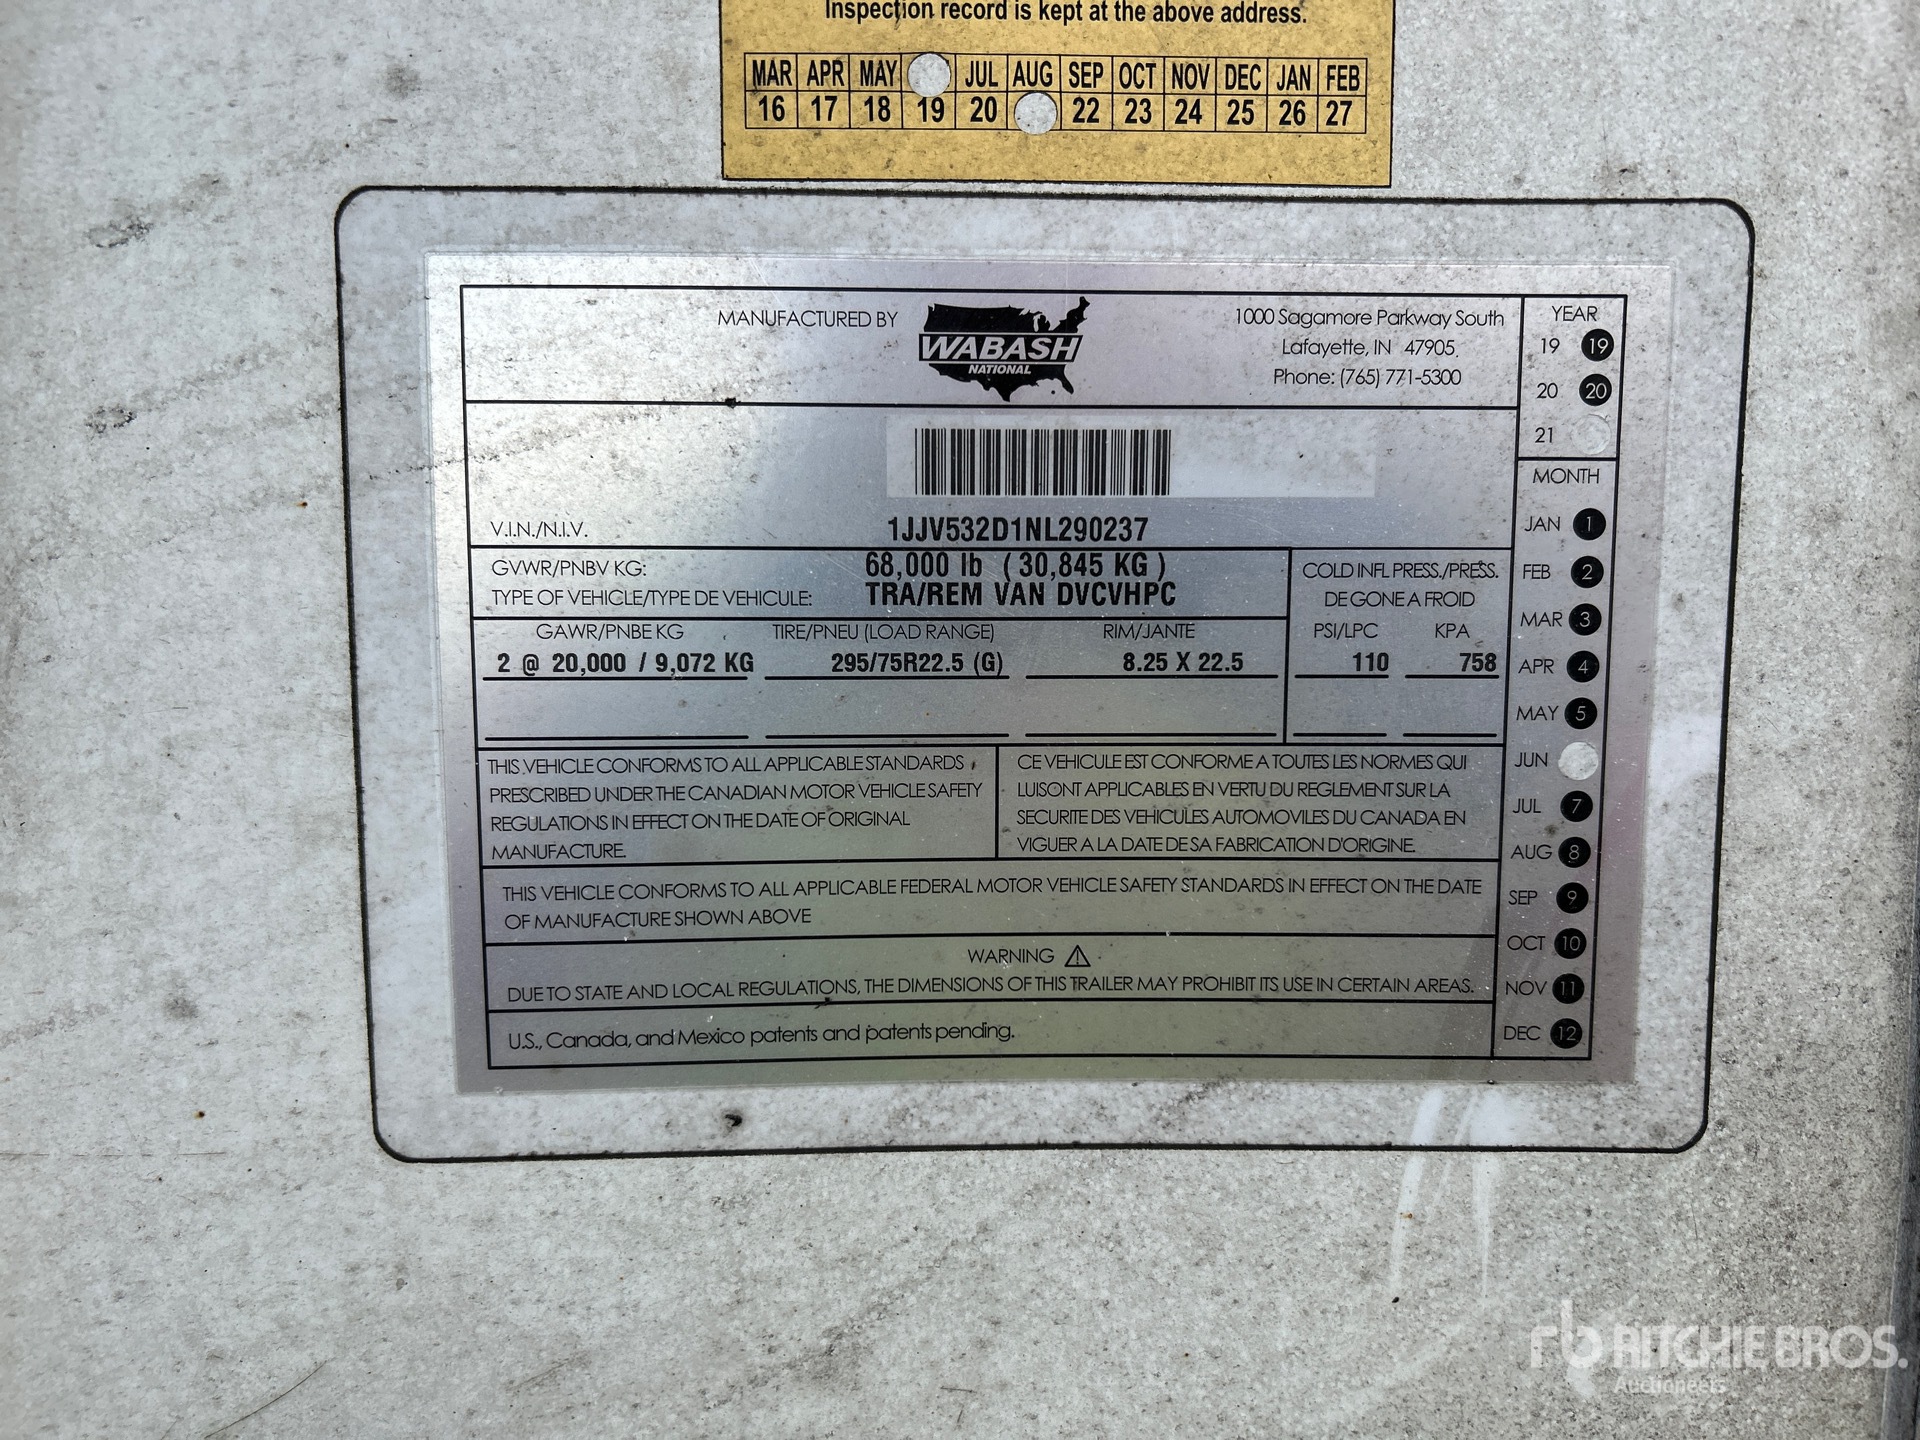 Inspection record is kept at the above address.
MAR APR MAY JUL AUG SEP OCT NOV DEC JAN FEB
16 17 18 19 20 22 23 24 25 26 27
MANUFACTURED BY
WABASH
NATIONAL
1000 Sagamore Parkway South
Lafayette, IN 47905
Phone: (765) 771-5300
YEAR
19 19
20 20
21
V.I.N./N.I.V. 1JJV532D1NL290237
GVWR/PNBV KG: 68,000 lb ( 30,845 KG )
TYPE OF VEHICLE/TYPE DE VEHICULE: TRA/REM VAN DVCVHPC
COLD INFL PRESS./PRESS.
DE GONE A FROID
GAWR/PNBE KG TIRE/PNEU (LOAD RANGE) RIM/JANTE PSI/LPC KPA
2 @ 20,000 / 9,072 KG 295/75R22.5 (G) 8.25 X 22.5 110 758
THIS VEHICLE CONFORMS TO ALL APPLICABLE STANDARDS
PRESCRIBED UNDER THE CANADIAN MOTOR VEHICLE SAFETY
REGULATIONS IN EFFECT ON THE DATE OF ORIGINAL
MANUFACTURE.
CE VEHICULE EST CONFORME A TOUTES LES NORMES QUI
LUISONT APPLICABLES EN VERTU DU REGLEMENT SUR LA
SECURITE DES VEHICULES AUTOMOVILES DU CANADA EN
VIGUER A LA DATE DE SA FABRICATION D'ORIGINE.
THIS VEHICLE CONFORMS TO ALL APPLICABLE FEDERAL MOTOR VEHICLE SAFETY STANDARDS IN EFFECT ON THE DATE
OF MANUFACTURE SHOWN ABOVE
WARNING
DUE TO STATE AND LOCAL REGULATIONS, THE DIMENSIONS OF THIS TRAILER MAY PROHIBIT ITS USE IN CERTAIN AREAS.
U.S., Canada, and Mexico patents and patents pending.
MONTH
JAN 1
FEB 2
MAR 3
APR 4
MAY 5
JUN
JUL 7
AUG 8
SEP 9
OCT 10
NOV 11
DEC 12
rb RITCHIE BROS.
Auctioneers